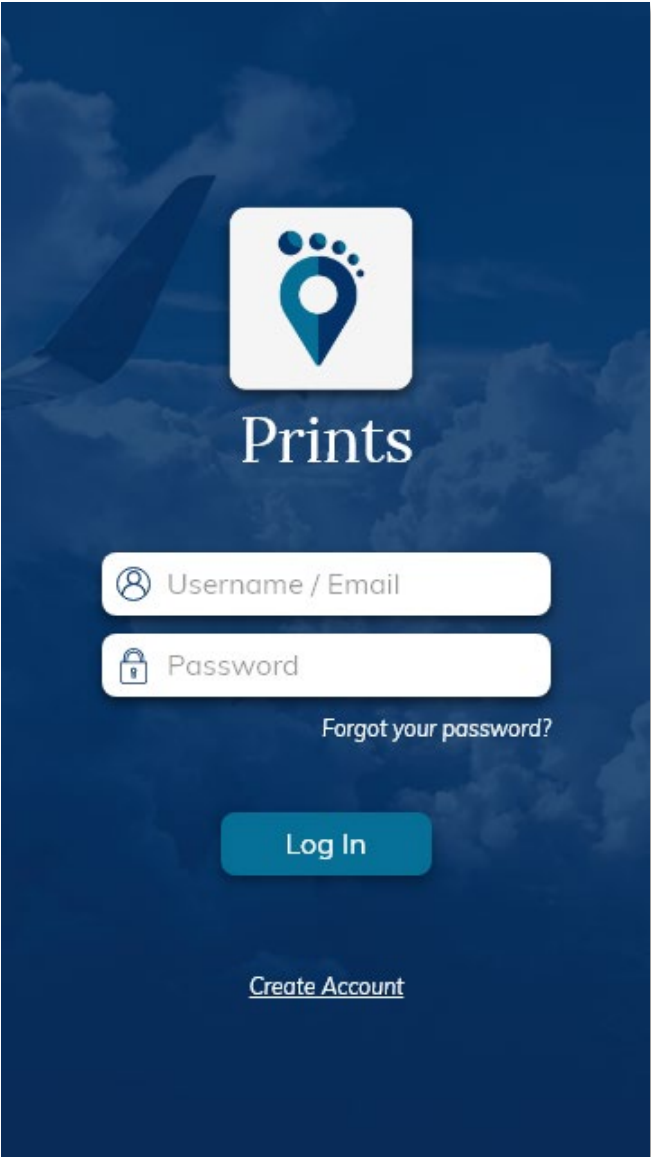 Prints
Username / Email
Password
Forgot your password?
Log In
Create Account